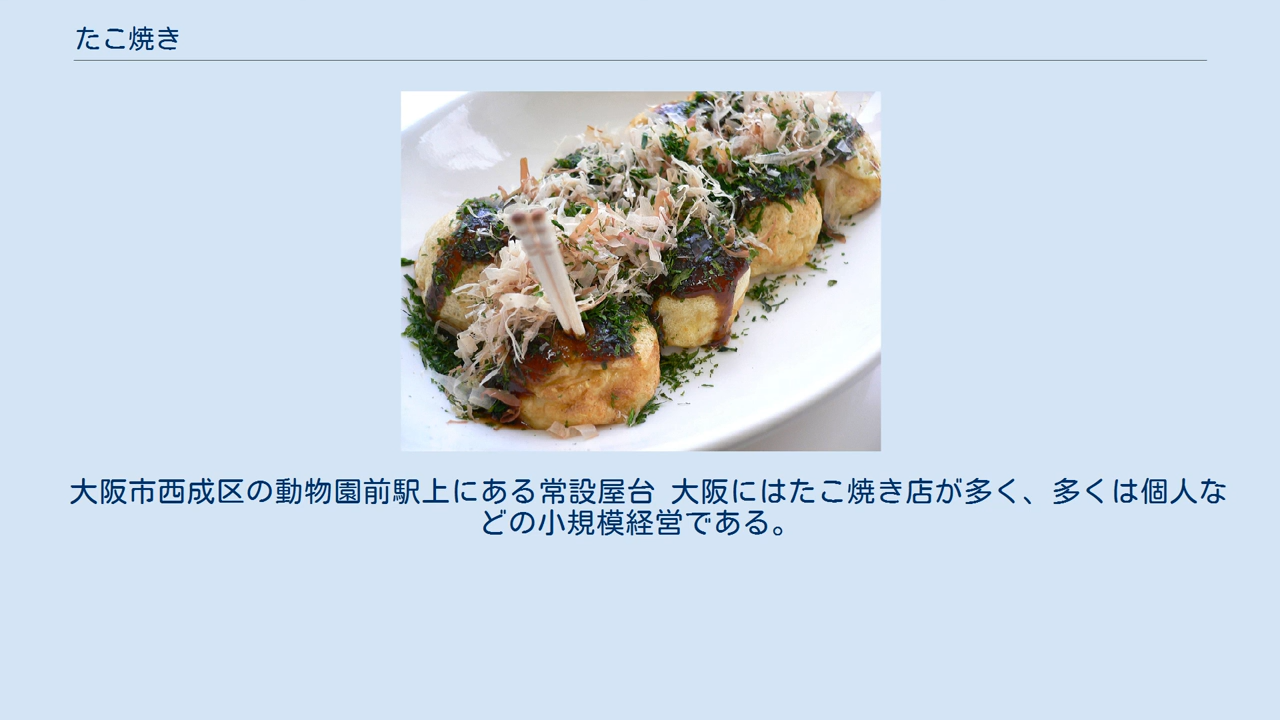 たこ焼き
大阪市西成区の動物園前駅上にある常設屋台 大阪にはたこ焼き店が多く、多くは個人な
どの小規模経営である。